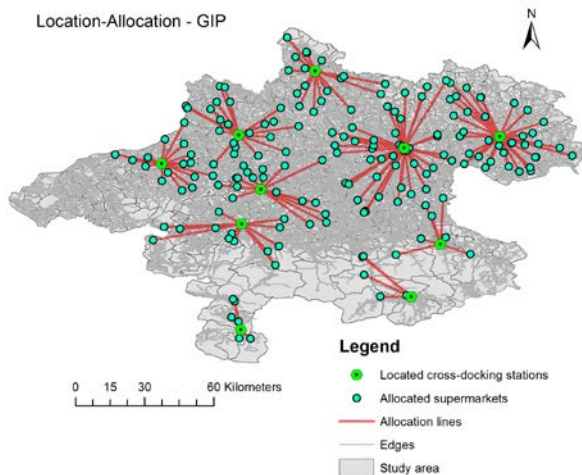 Location-Allocation - GIP
N
Legend
Located cross-docking stations
Allocated supermarkets
Allocation lines
Edges
Study area
0 15 30 60 Kilometers